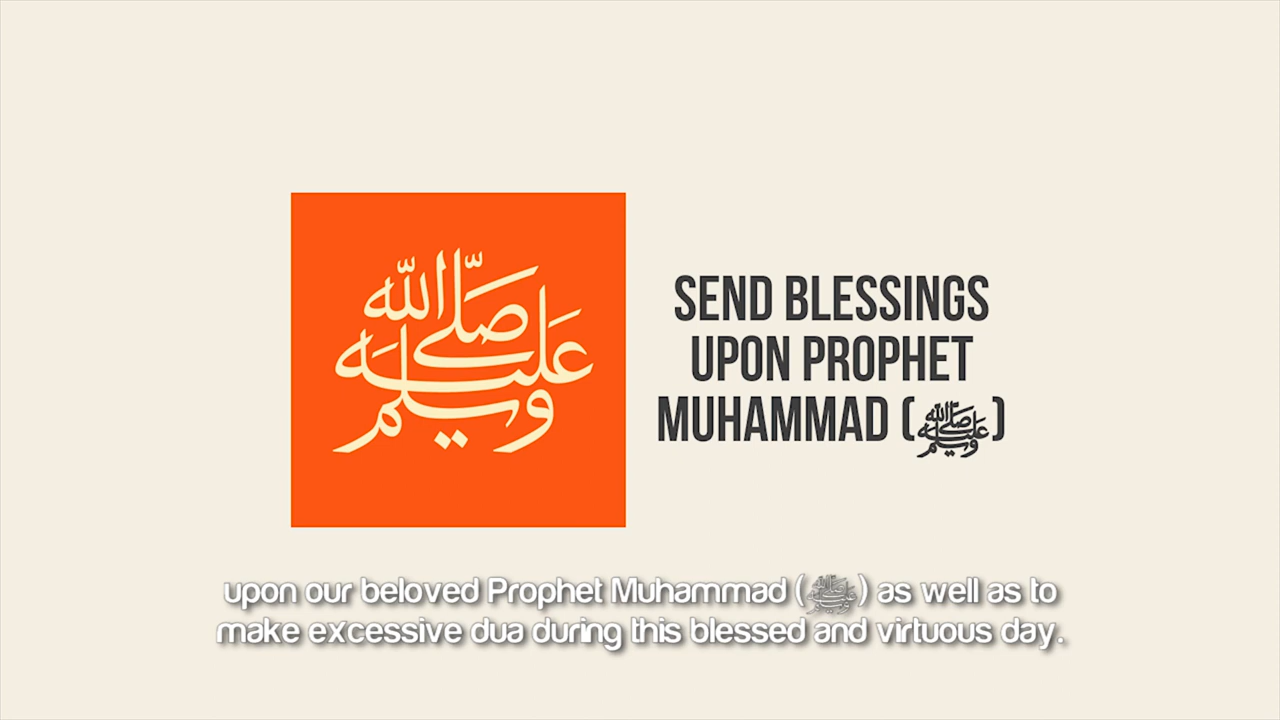 صلى الله عليه وسلم
SEND BLESSINGS
UPON PROPHET
MUHAMMAD (ﷺ)
upon our beloved Prophet Muhammad (ﷺ) as well as to
make excessive dua during this blessed and virtuous day.